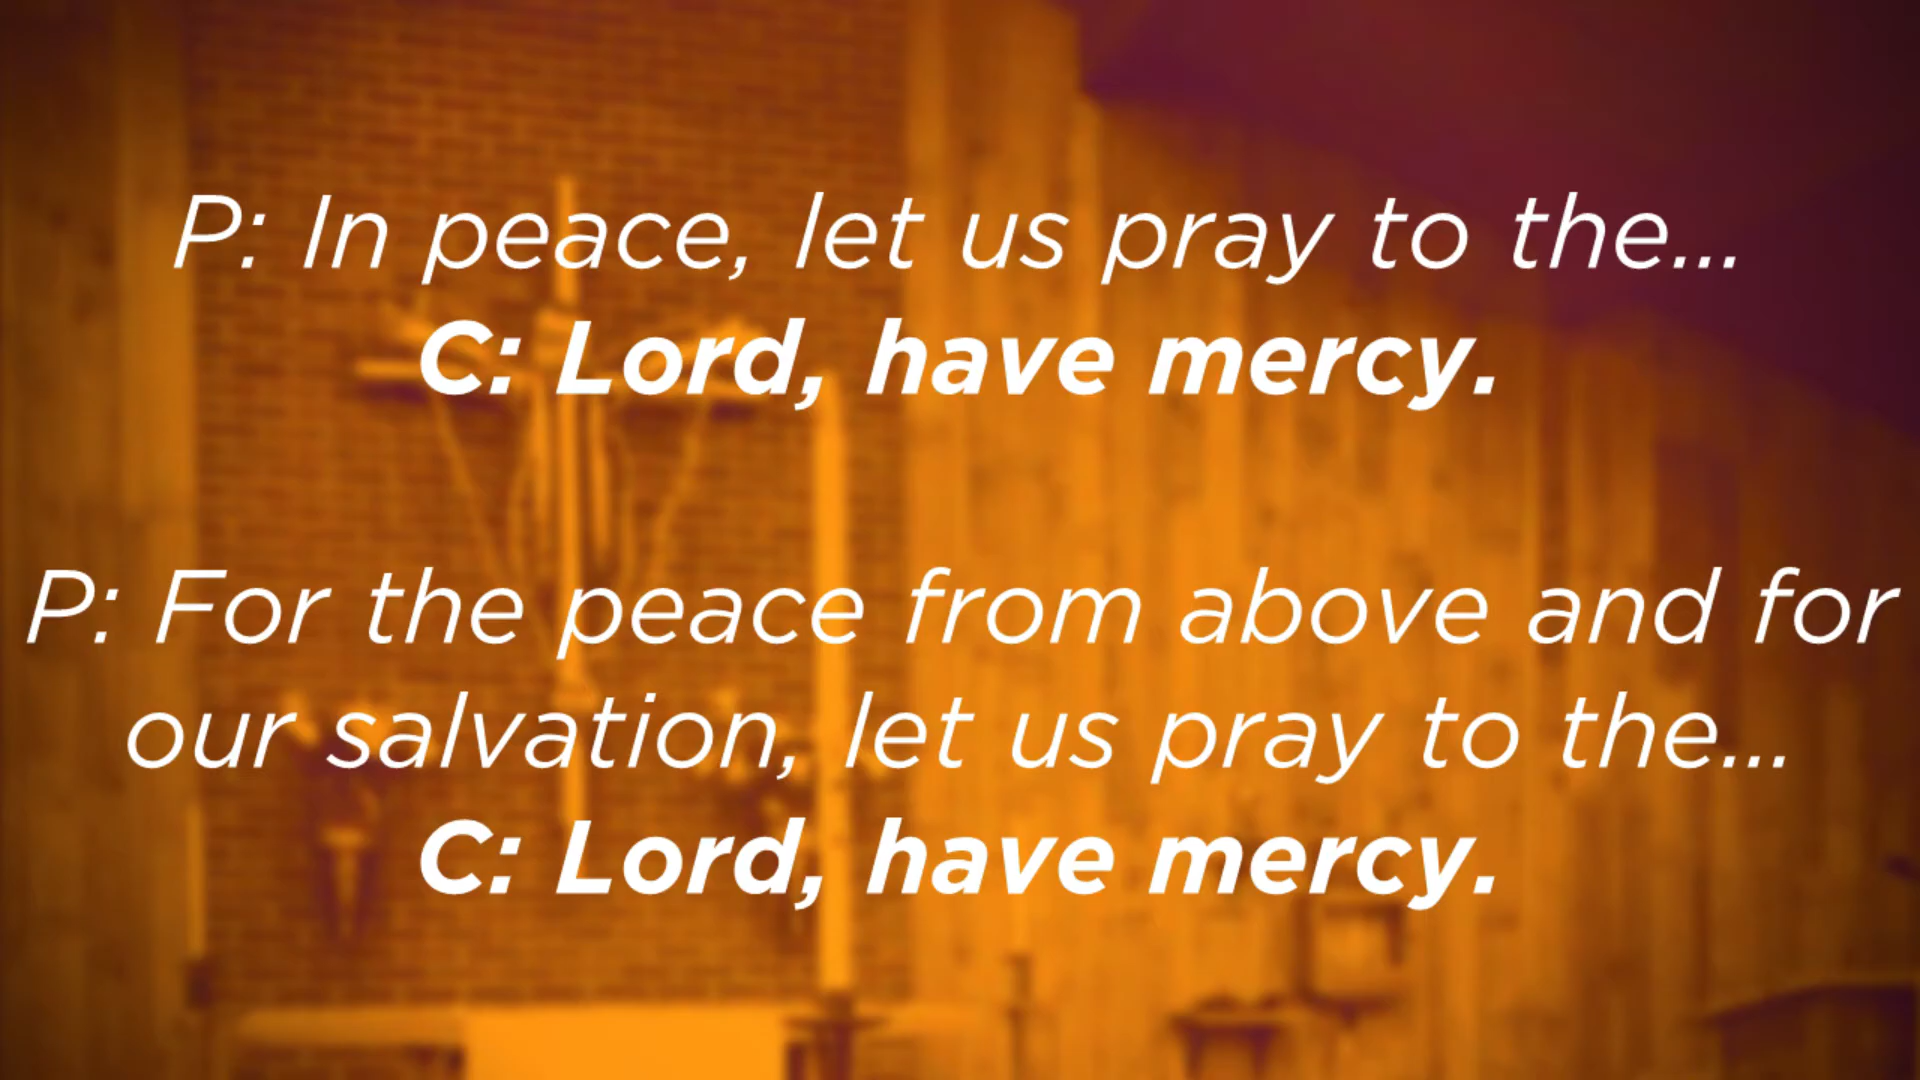 P: In peace, let us pray to the...
C: Lord, have mercy.
P: For the peace from above and for
our salvation, let us pray to the...
C: Lord, have mercy.